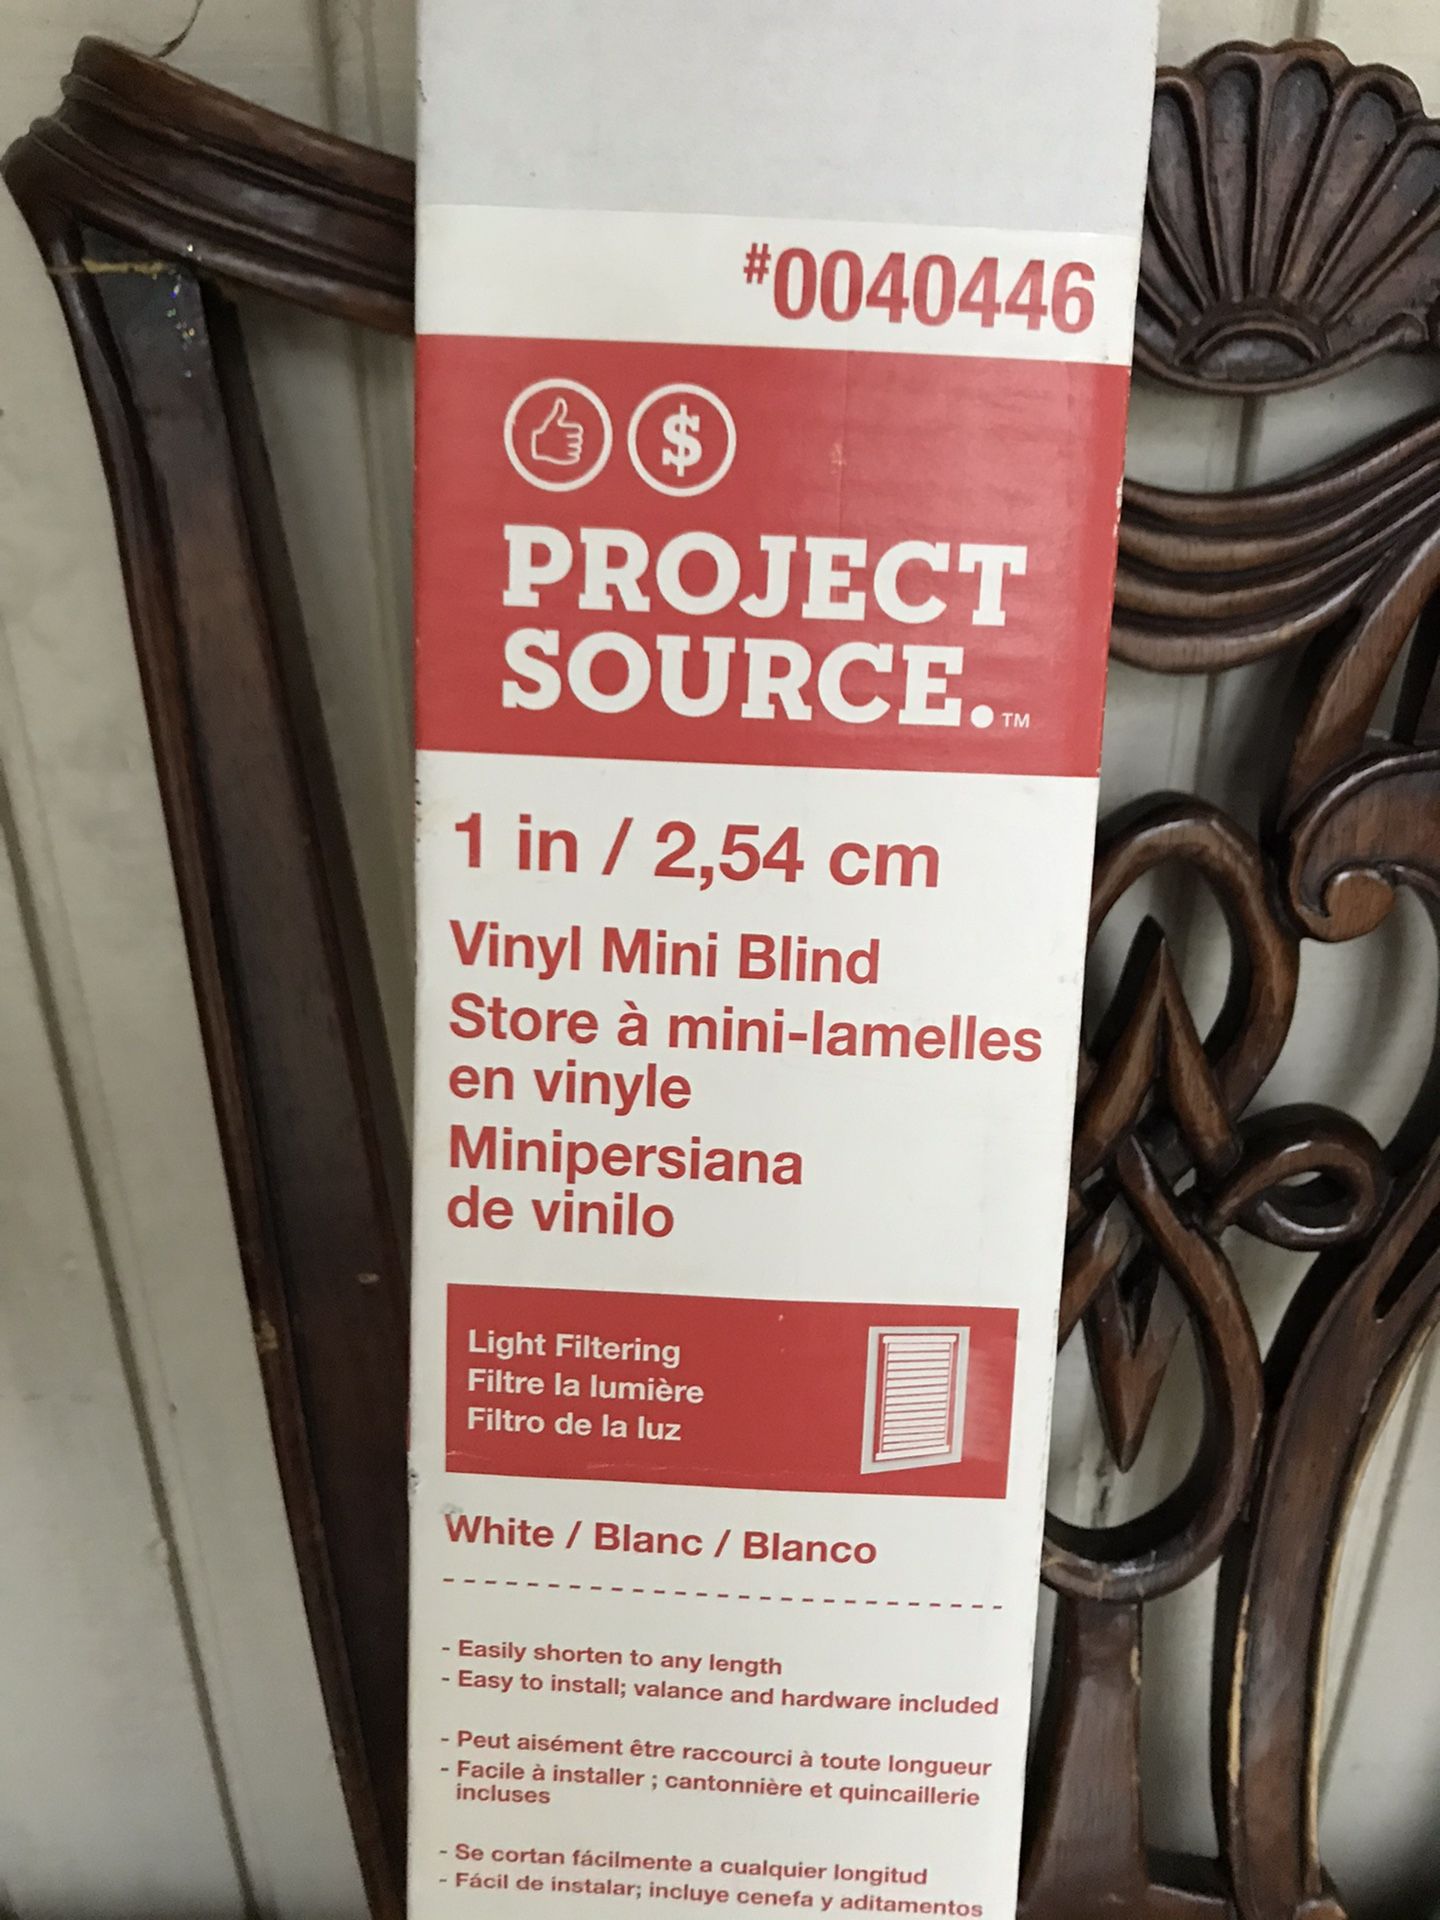 #0040446
$
PROJECT
SOURCE.™
1 in / 2,54 cm
Vinyl Mini Blind
Store à mini-lamelles
en vinyle
Minipersiana
de vinilo
Light Filtering
Filtre la lumière
Filtro de la luz
White / Blanc / Blanco
- Easily shorten to any length
- Easy to install; valance and hardware included
- Peut aisément être raccourci à toute longueur
- Facile à installer ; cantonnière et quincaillerie
incluses
- Se cortan fácilmente a cualquier longitud
- Fácil de instalar; incluye cenefa y aditamentos